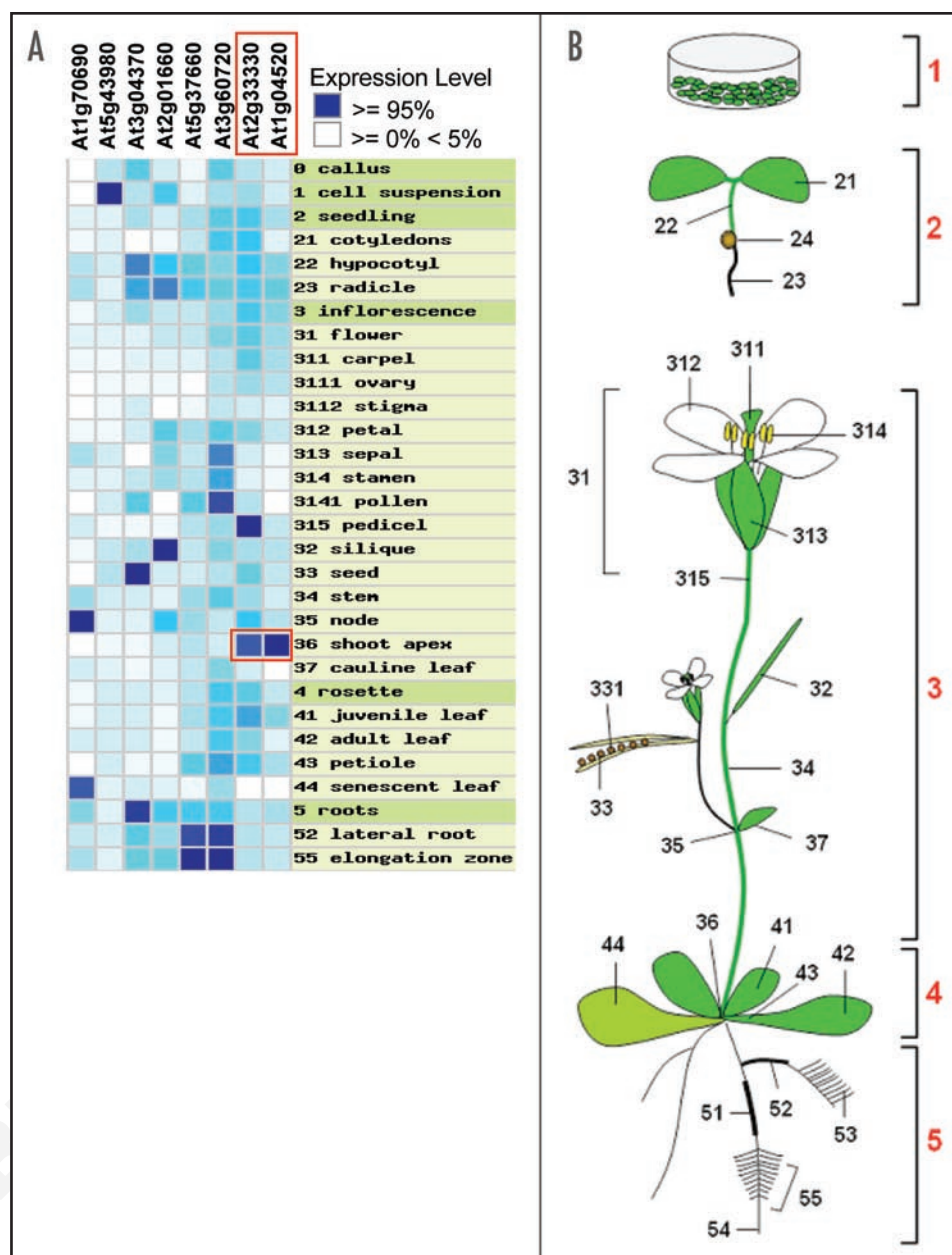 A
At1g70690
At5g43980
At3g04370
At2g01660
At5g37660
At3g60720
At2g33330
At1g04520
Expression Level
>= 95%
>= 0% < 5%
0 callus
1 cell suspension
2 seedling
21 cotyledons
22 hypocotyl
23 radicle
3 inflorescence
31 flower
311 carpel
3111 ovary
3112 stigma
312 petal
313 sepal
314 stamen
3141 pollen
315 pedicel
32 silique
33 seed
34 stem
35 node
36 shoot apex
37 cauline leaf
4 rosette
41 juvenile leaf
42 adult leaf
43 petiole
44 senescent leaf
5 roots
52 lateral root
55 elongation zone
B
1
21
22
24
23
2
312
311
314
31
313
315
331
32
33
34
35
37
3
36
41
44
43
42
4
51
52
53
55
54
5